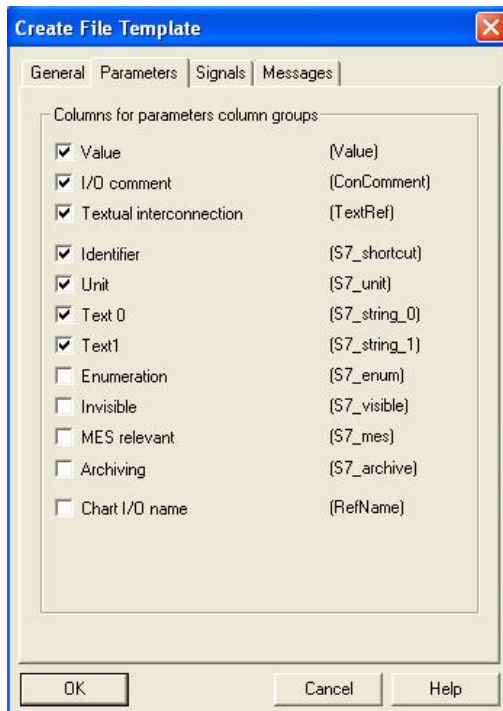 Create File Template
General Parameters Signals Messages
Columns for parameters column groups
Value (Value)
I/O comment (ConComment)
Textual interconnection (TextRef)
Identifier (S7_shortcut)
Unit (S7_unit)
Text 0 (S7_string_0)
Text1 (S7_string_1)
Enumeration (S7_enum)
Invisible (S7_visible)
MES relevant (S7_mes)
Archiving (S7_archive)
Chart I/O name (RefName)
OK Cancel Help